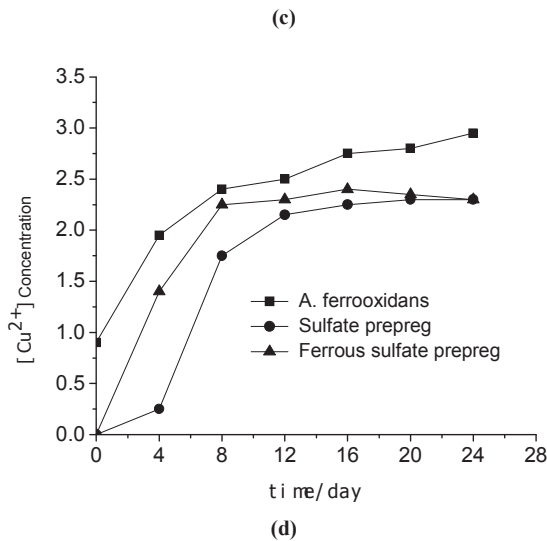 (c)
3.5
3.0
2.5
2.0
1.5
1.0
0.5
0.0
[Cu2+] Concentration
A. ferrooxidans
Sulfate prepreg
Ferrous sulfate prepreg
0 4 8 12 16 20 24 28
time/day
(d)